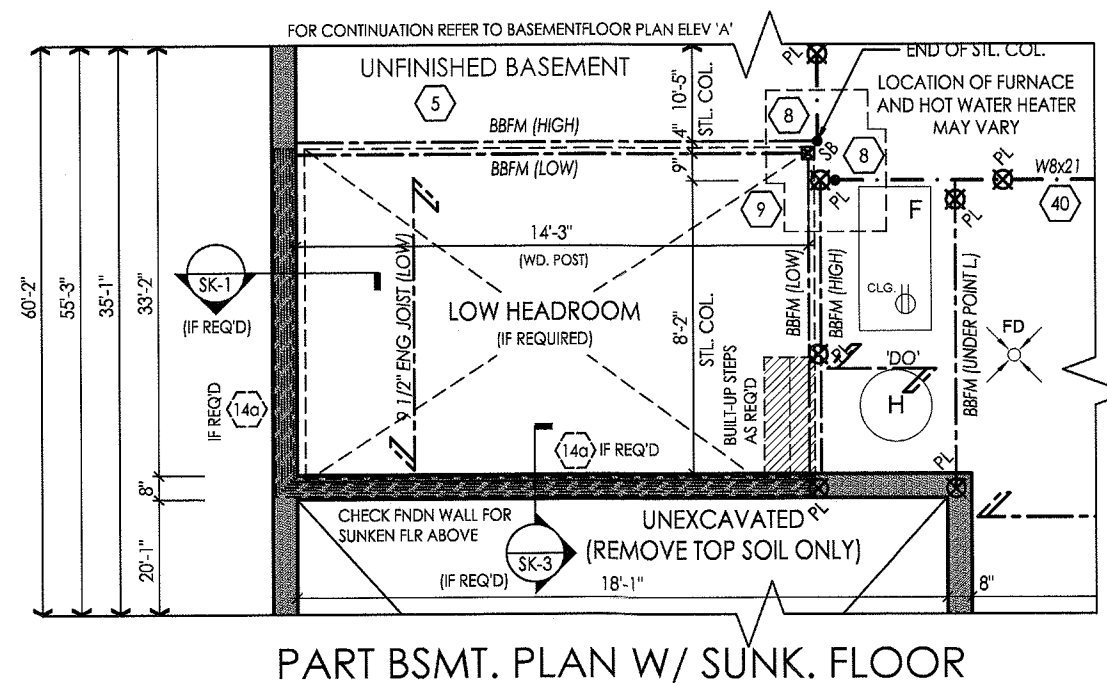 FOR CONTINUATION REFER TO BASEMENTFLOOR PLAN ELEV 'A'
UNFINISHED BASEMENT
5
BBFM (HIGH)
BBFM (LOW)
10'-5"
4"
9"
STL. COL.
PL
8
END OF STL. COL.
LOCATION OF FURNACE
AND HOT WATER HEATER
MAY VARY
SB
8
PL
W8x21
9
PL
40
PL
F
CLG.
14'-3"
(WD. POST)
9 1/2" ENG JOIST (LOW)
LOW HEADROOM
(IF REQUIRED)
8'-2"
STL. COL.
BBFM (LOW)
BBFM (HIGH)
PL
'DO'
H
BBFM (UNDER POINT L.)
FD
SK-1
(IF REQ'D)
IF REQ'D
14a
60'-2"
55'-3"
35'-1"
33'-2"
8"
20'-1"
BUILT-UP STEPS
AS REQ'D
14a
IF REQ'D
PL
PL
CHECK FNDN WALL FOR
SUNKEN FLR ABOVE
SK-3
(IF REQ'D)
UNEXCAVATED
(REMOVE TOP SOIL ONLY)
18'-1"
8"
PART BSMT. PLAN W/ SUNK. FLOOR